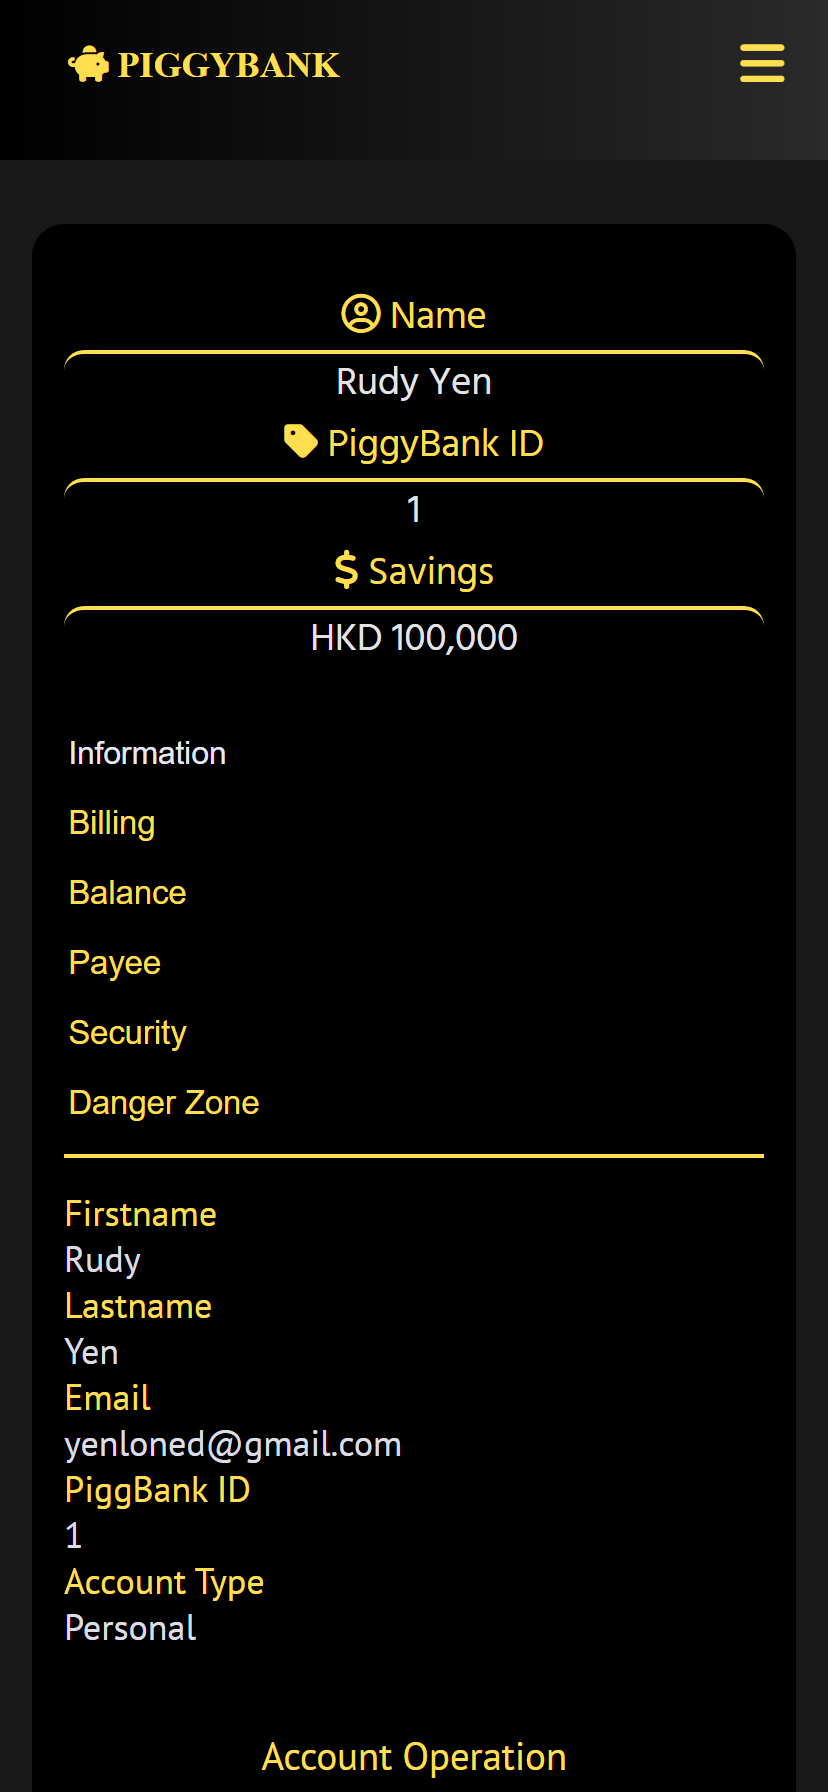 PIGGYBANK
Name
Rudy Yen
PiggyBank ID
1
Savings
HKD 100,000
Information
Billing
Balance
Payee
Security
Danger Zone
Firstname
Rudy
Lastname
Yen
Email
yenloned@gmail.com
PiggBank ID
1
Account Type
Personal
Account Operation